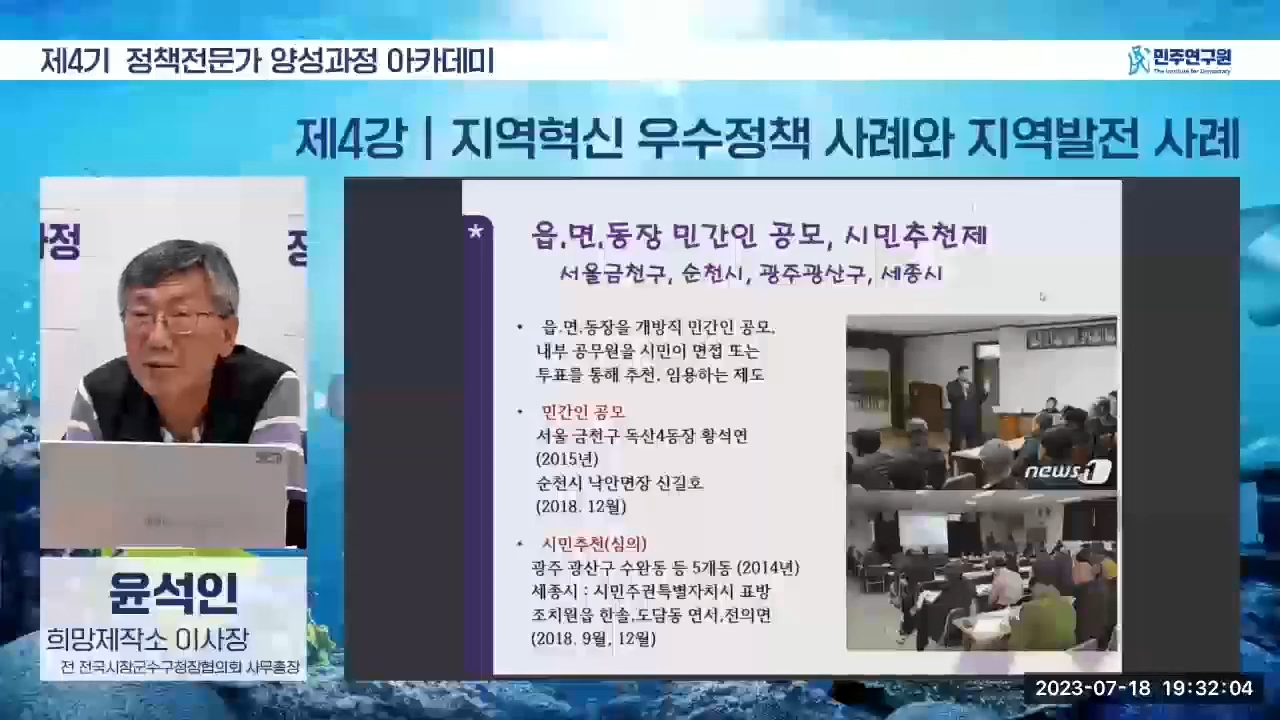 제4기 정책전문가 양성과정 아카데미
민주연구원
The Institute for Democracy
제4강 | 지역혁신 우수정책 사례와 지역발전 사례
*
읍.면.동장 민간인 공모, 시민추천제
서울금천구, 순천시, 광주광산구, 세종시
• 읍.면.동장을 개방직 민간인 공모,
내부 공무원을 시민이 면접 또는
투표를 통해 추천. 임용하는 제도
• 민간인 공모
서울 금천구 독산4동장 황석연
(2015년)
순천시 낙안면장 신길호
(2018. 12월)
• 시민추천(심의)
광주 광산구 수완동 등 5개동 (2014년)
세종시 : 시민주권특별자치시 표방
조치원읍 한솔,도담동 연서,전의면
(2018. 9월, 12월)
news1
정
윤석인
희망제작소 이사장
전 전국시장군수구청장협의회 사무총장
2023-07-18 19:32:04